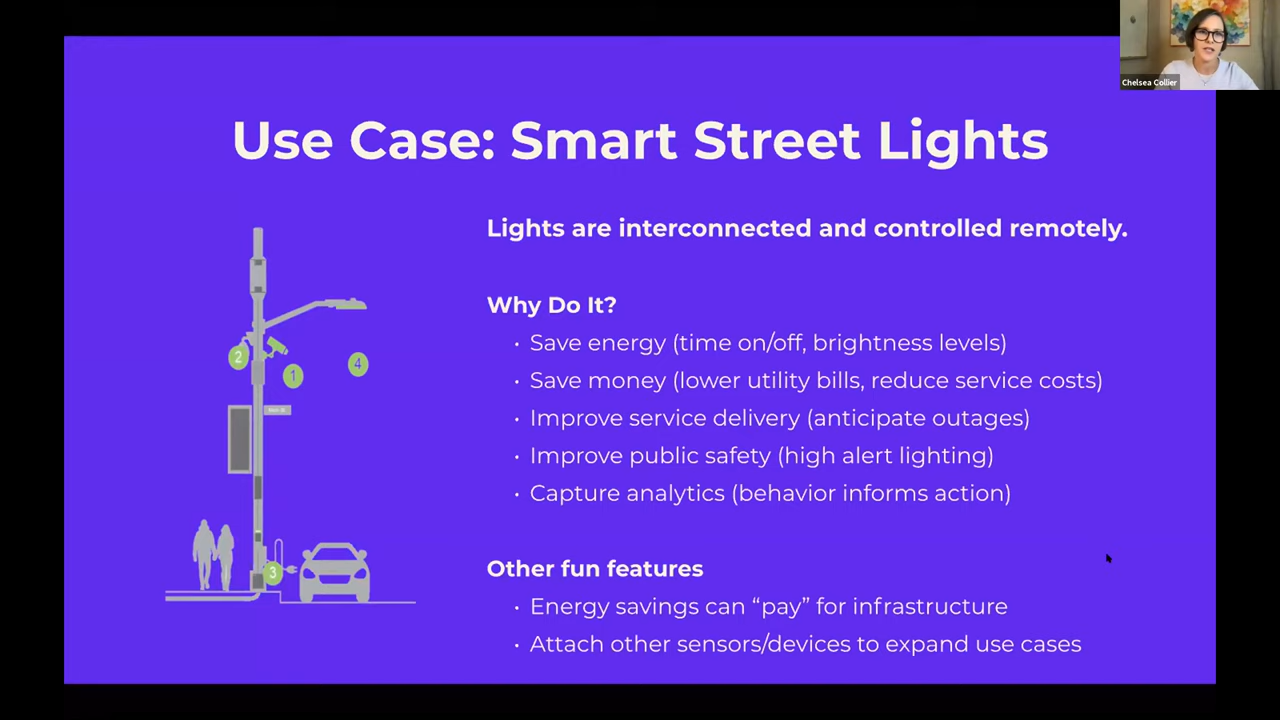 Chelsea Collier
Use Case: Smart Street Lights
Lights are interconnected and controlled remotely.
Why Do It?
• Save energy (time on/off, brightness levels)
• Save money (lower utility bills, reduce service costs)
• Improve service delivery (anticipate outages)
• Improve public safety (high alert lighting)
• Capture analytics (behavior informs action)
Other fun features
• Energy savings can “pay” for infrastructure
• Attach other sensors/devices to expand use cases
2
1
4
3